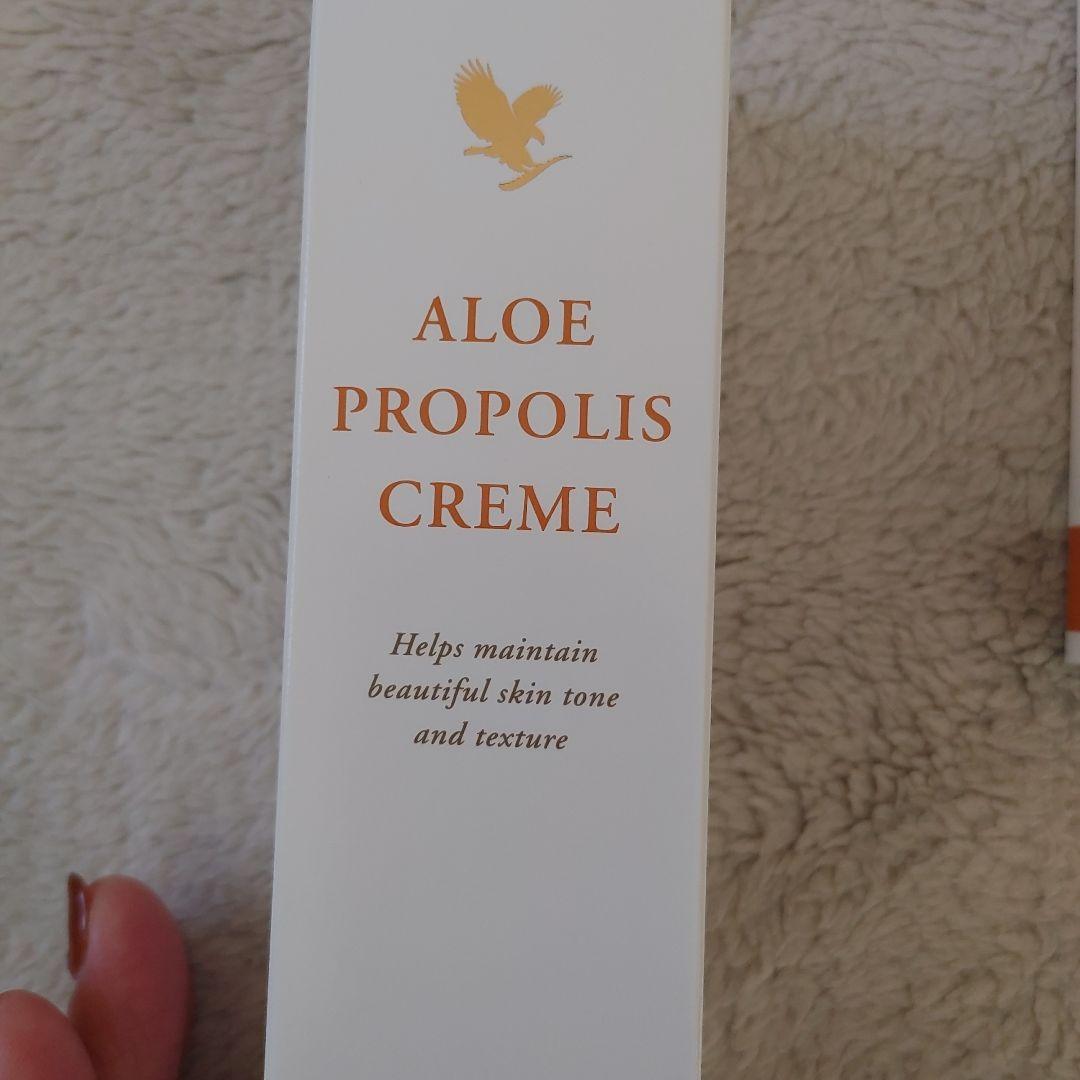 ALOE
PROPOLIS
CREME
Helps maintain
beautiful skin tone
and texture